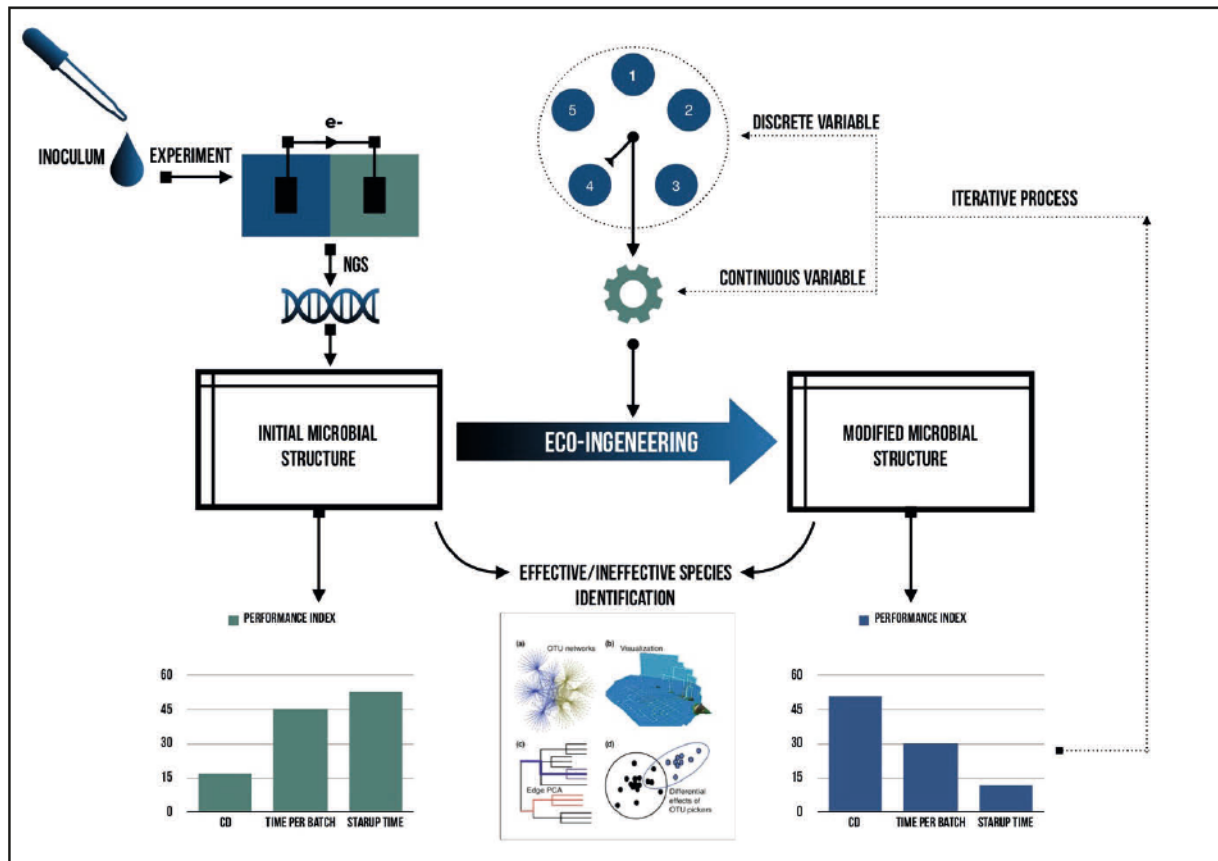 e-
INOCULUM
EXPERIMENT
NGS
1
2
3
4
5
DISCRETE VARIABLE
ITERATIVE PROCESS
CONTINUOUS VARIABLE
INITIAL MICROBIAL
STRUCTURE
ECO-INGENEERING
MODIFIED MICROBIAL
STRUCTURE
EFFECTIVE/INEFFECTIVE SPECIES
IDENTIFICATION
PERFORMANCE INDEX
60
45
30
15
0
CD
TIME PER BATCH
STARUP TIME
(a)
OTU networks
(b)
Visualization
(c)
Edge PCA
(d)
Differential
effects of
OTU pickers
PERFORMANCE INDEX
60
45
30
15
0
CD
TIME PER BATCH
STARUP TIME